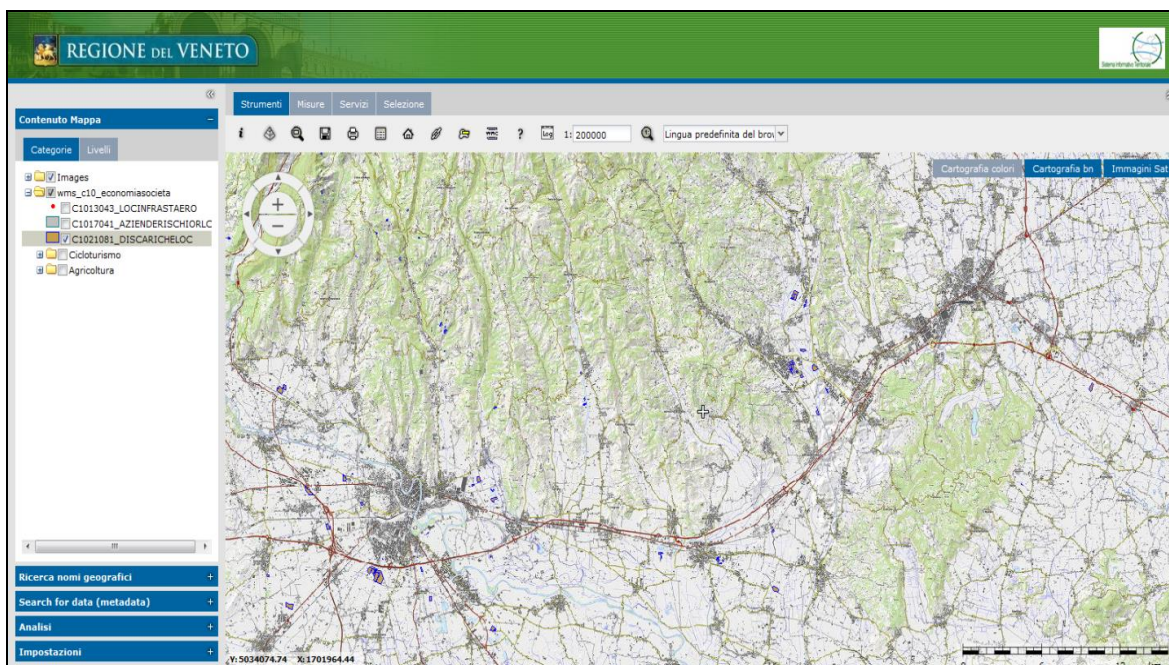 REGIONE DEL VENETO
Strumenti Misure Servizi Selezione
Contenuto Mappa
1: 200000 Lingua predefinita del brov
Categorie Livelli
Cartografia colori Cartografia bn Immagini Sat
Images
wms_c10_economiasocieta
C1013043_LOCINFRASTAERO
C1017041_AZIENDERISCHIORLC
C1021081_DISCARICHELOC
Cicloturismo
Agricoltura
Ricerca nomi geografici
Search for data (metadata)
Analisi
Impostazioni
Y: 5034074.74 X:1701964.44